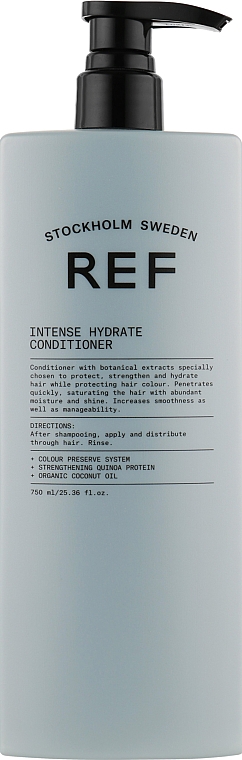 STOCKHOLM SWEDEN
REF
INTENSE HYDRATE
CONDITIONER
Conditioner with botanical extracts specially
chosen to protect, strengthen and hydrate
hair while protecting hair colour. Penetrates
quickly, saturating the hair with abundant
moisture and shine. Increases smoothness as
well as manageability.
DIRECTIONS:
After shampooing, apply and distribute
through hair. Rinse.
+ COLOUR PRESERVE SYSTEM
+ STRENGTHENING QUINOA PROTEIN
+ ORGANIC COCONUT OIL
750 ml/25.36 fl.oz.